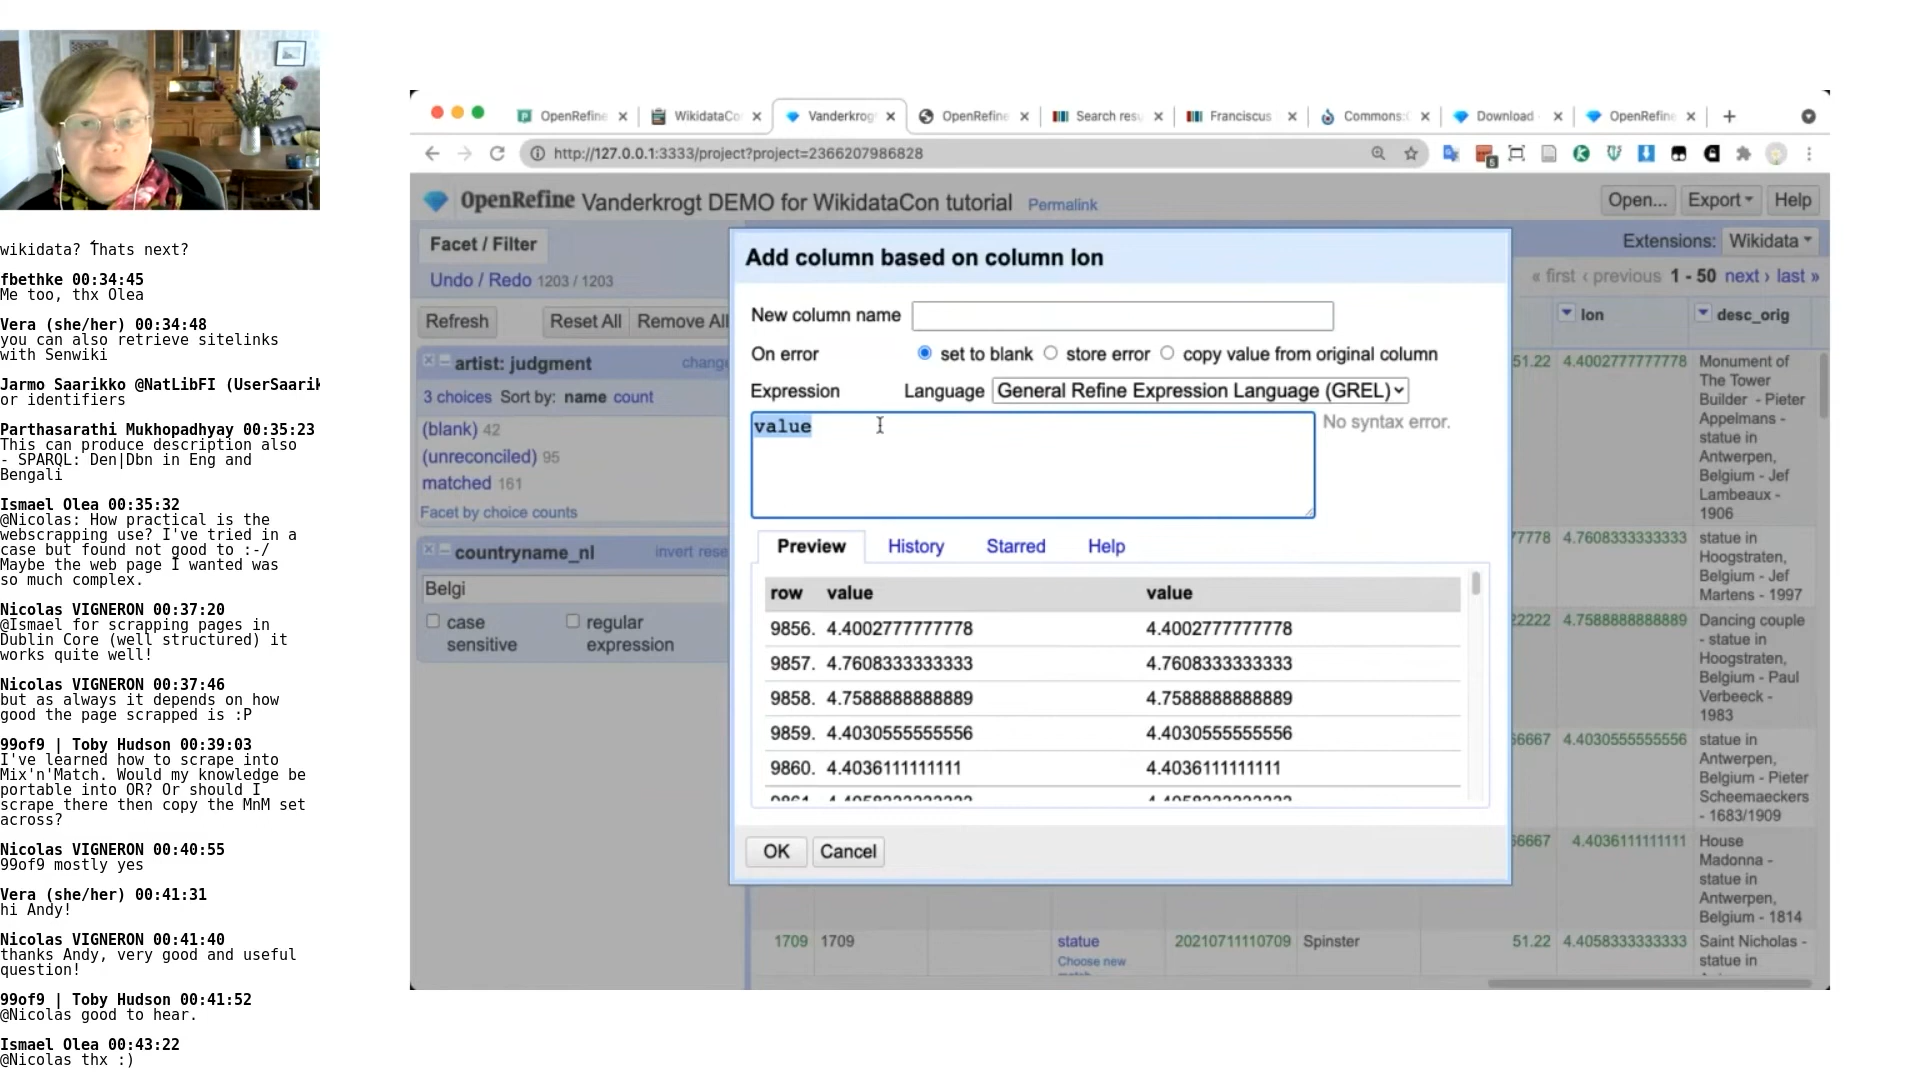 wikidata? Thats next?
fbethke 00:34:45
Me too, thx Olea
Vera (she/her) 00:34:48
you can also retrieve sitelinks
with Senwiki
Jarmo Saarikko @NatLibFI (UserSaarik
or identifiers
Parthasarathi Mukhopadhyay 00:35:23
This can produce description also
- SPARQL: Den|Dbn in Eng and
Bengali
Ismael Olea 00:35:32
@Nicolas: How practical is the
webscrapping use? I've tried in a
case but found not good to :-/
Maybe the web page I wanted was
so much complex.
Nicolas VIGNERON 00:37:20
@Ismael for scrapping pages in
Dublin Core (well structured) it
works quite well!
Nicolas VIGNERON 00:37:46
but as always it depends on how
good the page scrapped is :P
99of9 | Toby Hudson 00:39:03
I've learned how to scrape into
Mix'n'Match. Would my knowledge be
portable into OR? Or should I
scrape there then copy the MnM set
across?
Nicolas VIGNERON 00:40:55
99of9 mostly yes
Vera (she/her) 00:41:31
hi Andy!
Nicolas VIGNERON 00:41:40
thanks Andy, very good and useful
question!
99of9 | Toby Hudson 00:41:52
@Nicolas good to hear.
Ismael Olea 00:43:22
@Nicolas thx :)
OpenRefine WikidataCo Vanderkrog OpenRefine Search resu Franciscus Commons: Download OpenRefine
http://127.0.0.1:3333/project?project=2366207986828
OpenRefine Vanderkrogt DEMO for WikidataCon tutorial Permalink Open... Export Help
Facet / Filter
Undo / Redo 1203 / 1203
Refresh Reset All Remove All
artist: judgment change
3 choices Sort by: name count
(blank) 42
(unreconciled) 95
matched 161
Facet by choice counts
countryname_nl invert rese
Belgi
case sensitive
regular expression
Extensions: Wikidata
« first ‹ previous 1 - 50 next › last »
Add column based on column lon
New column name
On error set to blank store error copy value from original column
Expression Language General Refine Expression Language (GREL)
value
No syntax error.
Preview History Starred Help
row value value
9856. 4.4002777777778 4.4002777777778
9857. 4.7608333333333 4.7608333333333
9858. 4.7588888888889 4.7588888888889
9859. 4.4030555555556 4.4030555555556
9860. 4.4036111111111 4.4036111111111
OK Cancel
lon desc_orig
51.22 4.4002777777778 Monument of
The Tower
Builder - Pieter
Appelmans -
statue in
Antwerpen,
Belgium - Jef
Lambeaux -
1906
77778 4.7608333333333 statue in
Hoogstraten,
Belgium - Jef
Martens - 1997
22222 4.7588888888889 Dancing couple
- statue in
Hoogstraten,
Belgium - Paul
Verbeeck -
1983
66667 4.4030555555556 statue in
Antwerpen,
Belgium - Pieter
Scheemaeckers
- 1683/1909
66667 4.4036111111111 House
Madonna -
statue in
Antwerpen,
Belgium - 1814
1709 1709 statue 20210711110709 Spinster 51.22 4.4058333333333 Saint Nicholas -
Choose new statue in